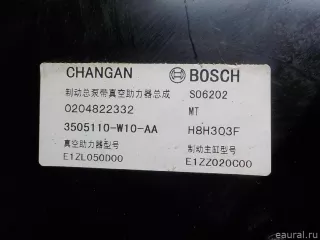 CHANGAN BOSCH
制动总泵带真空助力器总成 S06202
0204822332 MT
3505110-W10-AA H8H303F
真空助力器型号 制动主缸型号
E1ZL050D00 E1ZZ020C00
eaural.ru